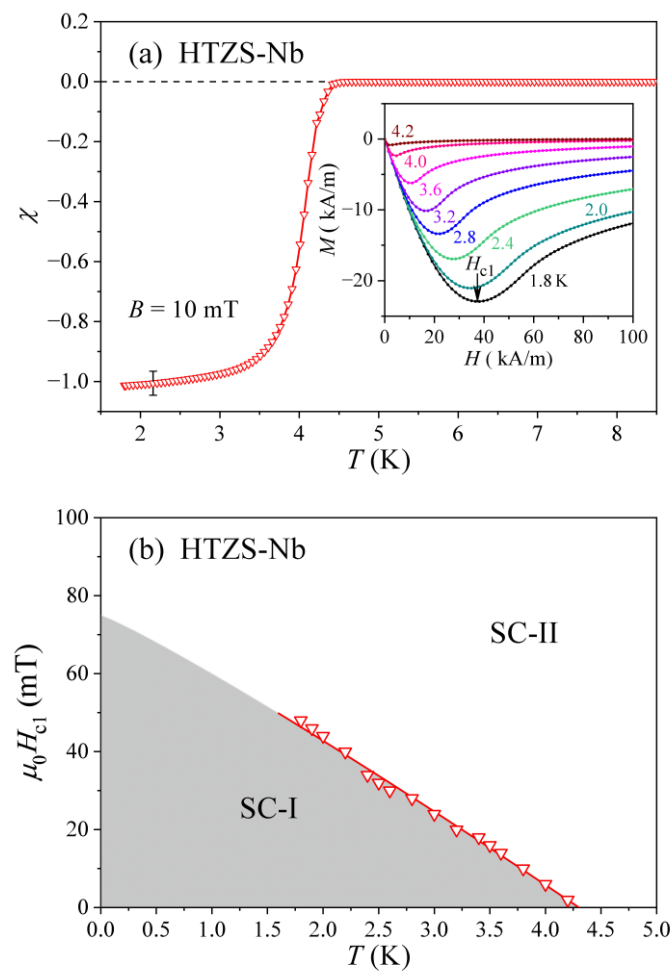 (a) HTZS-Nb
0.2
0.0
−0.2
−0.4
−0.6
−0.8
−1.0
χ
B = 10 mT
2 3 4 5 6 7 8
T (K)
0
−10
−20
M ( kA/m)
4.2
4.0
3.6
3.2
2.8
2.4
2.0
1.8 K
Hc1
0 20 40 60 80 100
H ( kA/m)
(b) HTZS-Nb
100
80
60
40
20
0
μ0Hc1 (mT)
SC-II
SC-I
0.0 0.5 1.0 1.5 2.0 2.5 3.0 3.5 4.0 4.5 5.0
T (K)